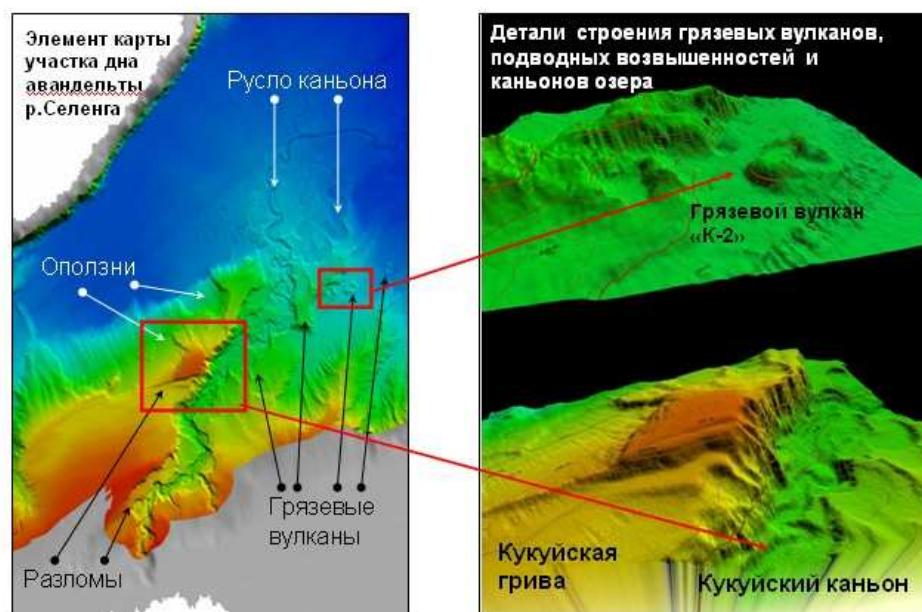 Элемент карты
участка дна
авандельты
р.Селенга
Русло каньона
Оползни
Грязевые
вулканы
Разломы
Детали строения грязевых вулканов,
подводных возвышенностей и
каньонов озера
Грязевой вулкан
«К-2»
Кукуйская
грива
Кукуйский каньон